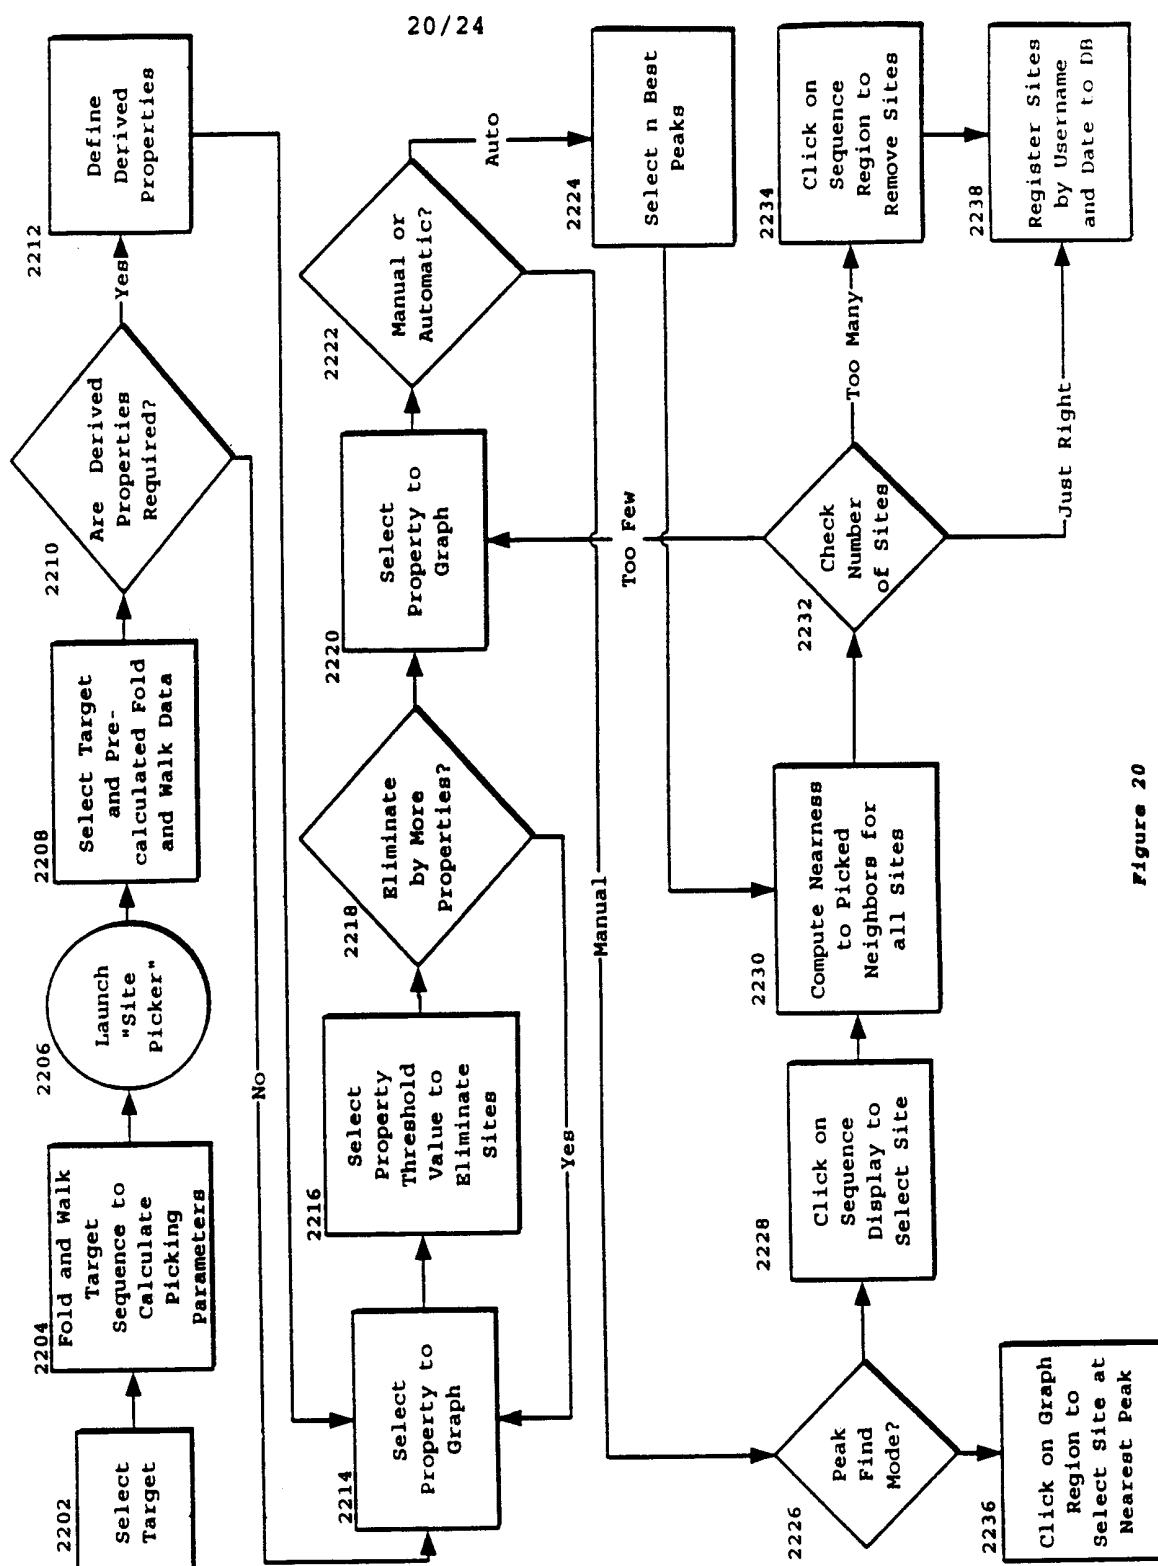 20/24
2202
Select
Target
2204
Fold and Walk
Target
Sequence to
Calculate
Picking
Parameters
2206
Launch
"Site
Picker"
2208
Select Target
and Pre-
calculated Fold
and Walk Data
2210
Are Derived
Properties
Required?
Yes
No
2212
Define
Derived
Properties
2214
Select
Property to
Graph
2216
Select
Property
Threshold
Value to
Eliminate
Sites
2218
Eliminate
by More
Properties?
Yes
2220
Select
Property to
Graph
2222
Manual or
Automatic?
Auto
Manual
2224
Select n Best
Peaks
2226
Peak
Find
Mode?
2228
Click on
Sequence
Display to
Select Site
2230
Compute Nearness
to Picked
Neighbors for
all Sites
2232
Check
Number
of Sites
Too Few
Too Many
Just Right
2234
Click on
Sequence
Region to
Remove Sites
2236
Click on Graph
Region to
Select Site at
Nearest Peak
2238
Register Sites
by Username
and Date to DB
Figure 20